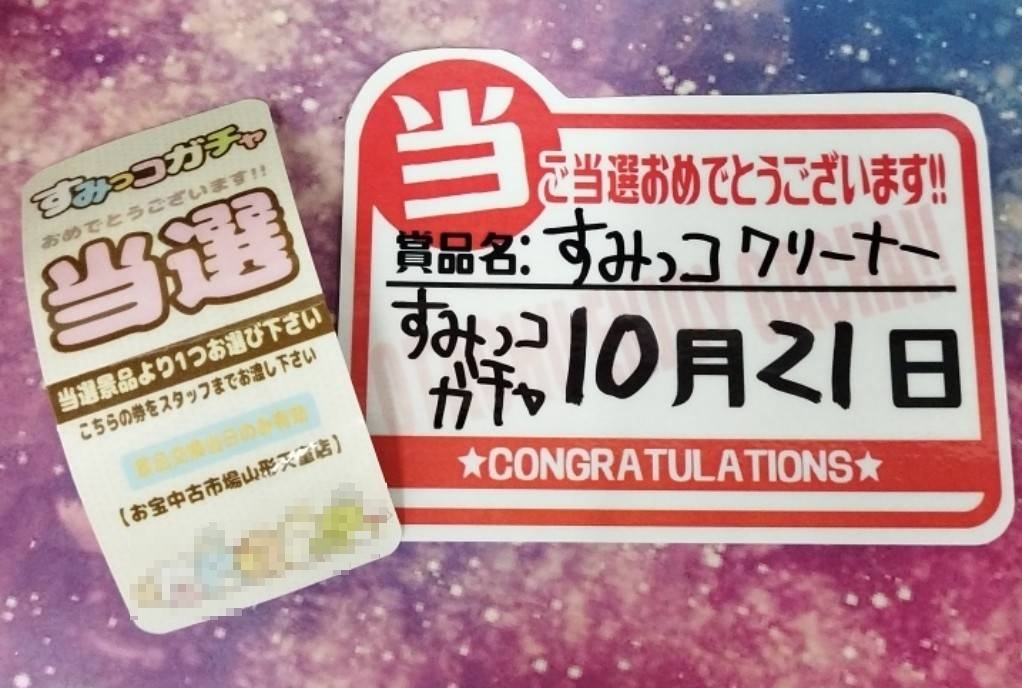 すみっコガチャ
おめでとうございます!!
当選
当選景品より1つお選び下さい
こちらの券をスタッフまでお渡し下さい
【お宝中古市場山形天童店】
当
ご当選おめでとうございます!!
賞品名:すみっコクリーナー
すみっコ
ガチャ
10月21日
★CONGRATULATIONS★